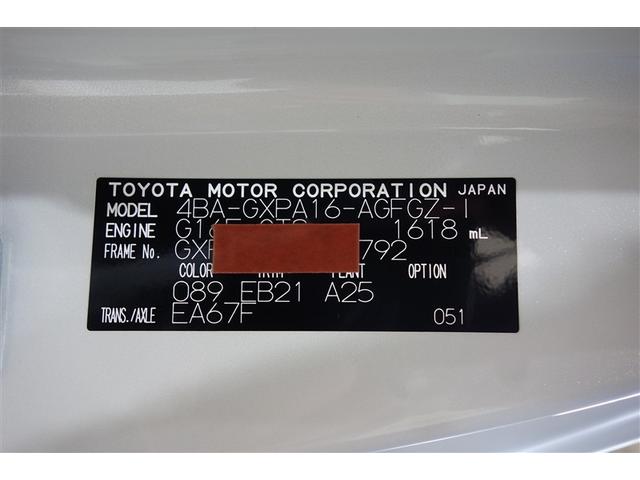 TOYOTA MOTOR CORPORATION JAPAN
MODEL 4BA-GXPA16-AGFGZ-1
ENGINE 1618 mL
FRAME No. 792
COLOR TRIM PLANT OPTION
089 EB21 A25
TRANS./AXLE EA67F 051